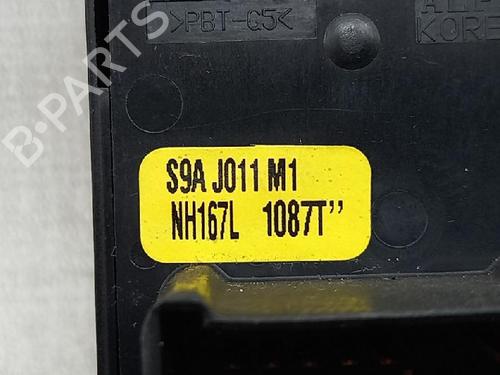 >PBT-G5<
KORE
S9A J011 M1
NH167L 1087T"
B-PARTS